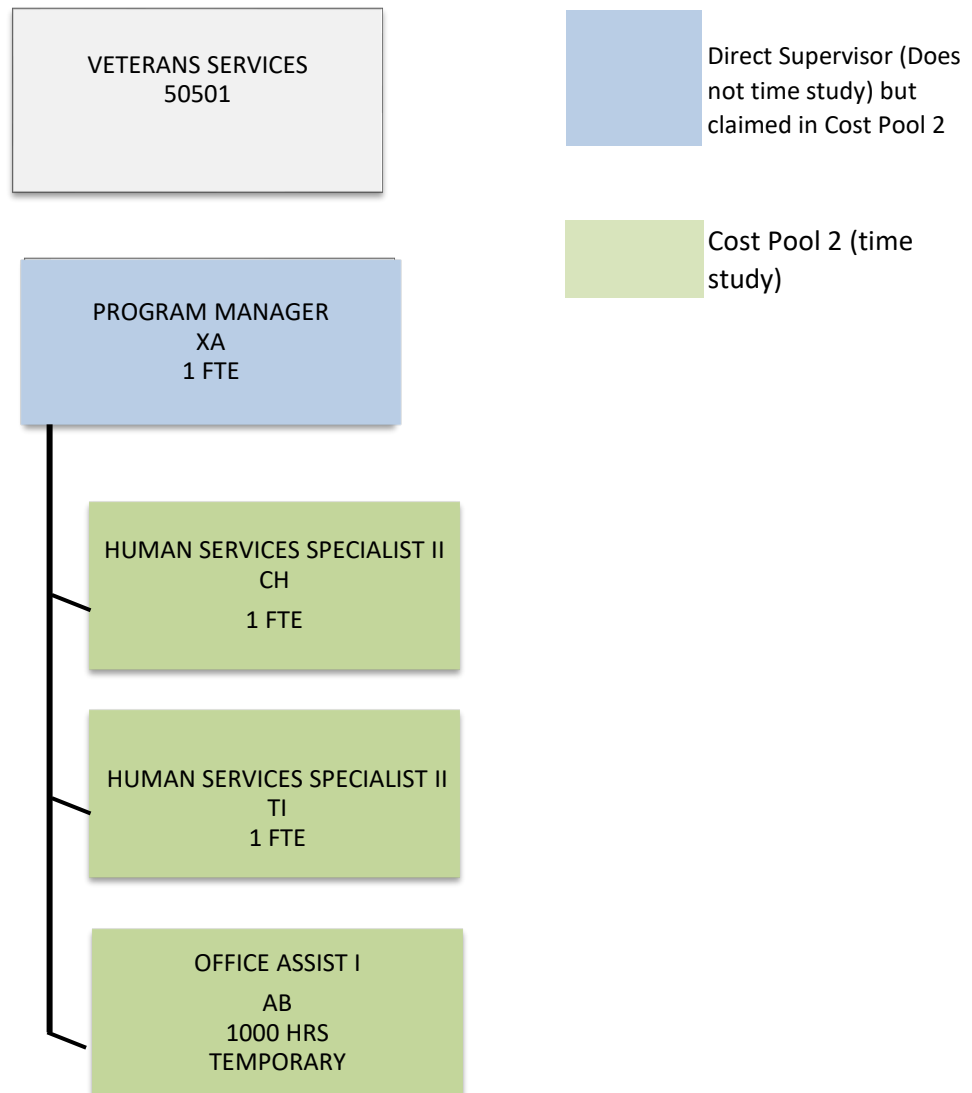 VETERANS SERVICES
50501
Direct Supervisor (Does
not time study) but
claimed in Cost Pool 2
Cost Pool 2 (time
study)
PROGRAM MANAGER
XA
1 FTE
HUMAN SERVICES SPECIALIST II
CH
1 FTE
HUMAN SERVICES SPECIALIST II
TI
1 FTE
OFFICE ASSIST I
AB
1000 HRS
TEMPORARY